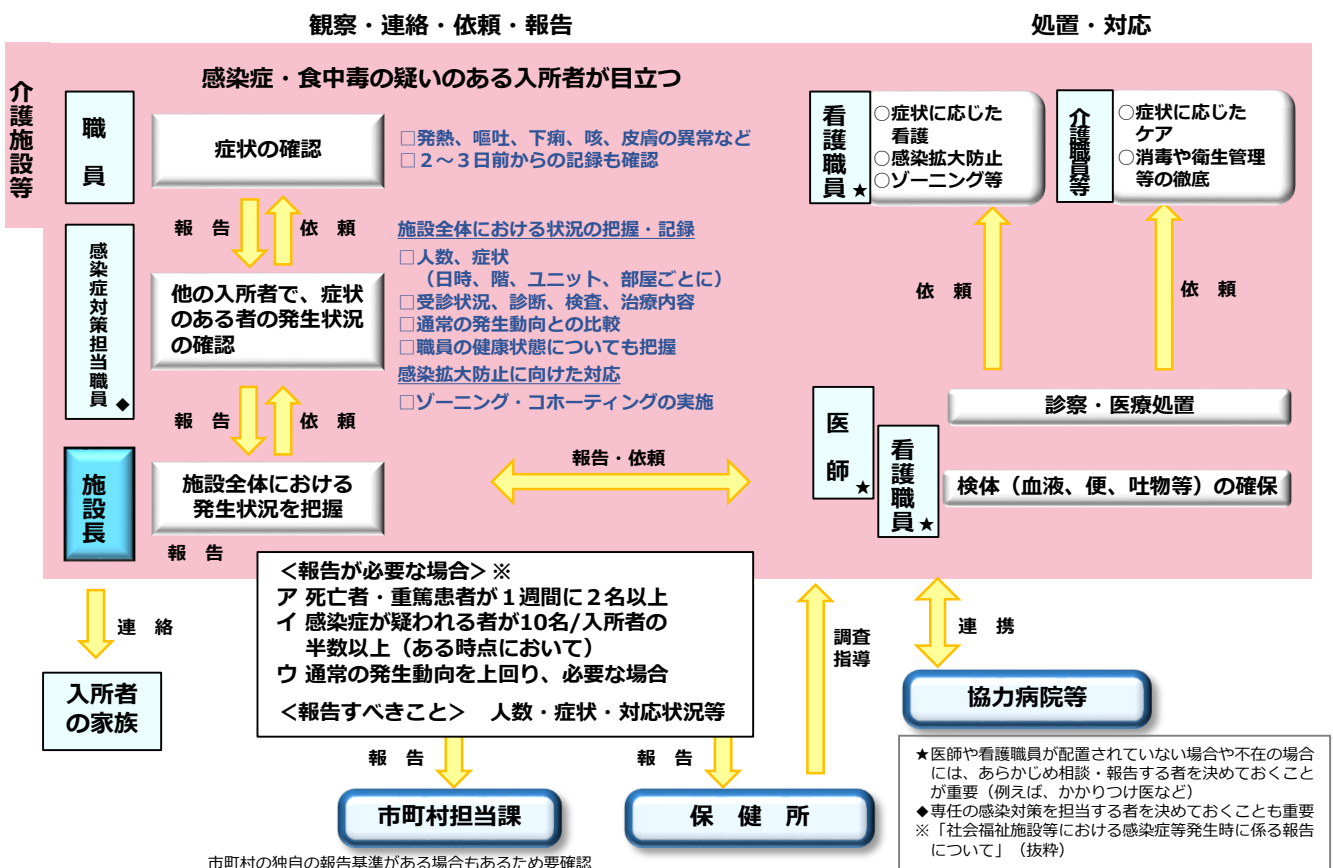 観察・連絡・依頼・報告
処置・対応
介護施設等
感染症・食中毒の疑いのある入所者が目立つ
職員
症状の確認
□発熱、嘔吐、下痢、咳、皮膚の異常など
□２～３日前からの記録も確認
報　告
依　頼
感染症対策担当職員◆
他の入所者で、症状
のある者の発生状況
の確認
施設全体における状況の把握・記録
□人数、症状
（日時、階、ユニット、部屋ごとに）
□受診状況、診断、検査、治療内容
□通常の発生動向との比較
□職員の健康状態についても把握
感染拡大防止に向けた対応
□ゾーニング・コホーティングの実施
報　告
依　頼
施設長
施設全体における
発生状況を把握
報　告
報告・依頼
看護職員★
○症状に応じた
看護
○感染拡大防止
○ゾーニング等
介護職員等
○症状に応じた
ケア
○消毒や衛生管理
等の徹底
依　頼
依　頼
医師★
看護職員★
診察・医療処置
検体（血液、便、吐物等）の確保
＜報告が必要な場合＞※
ア 死亡者・重篤患者が１週間に２名以上
イ 感染症が疑われる者が10名/入所者の
半数以上（ある時点において）
ウ 通常の発生動向を上回り、必要な場合
＜報告すべきこと＞　人数・症状・対応状況等
連　絡
入所者
の家族
報　告
報　告
市町村担当課
保　健　所
調査
指導
連　携
協力病院等
市町村の独自の報告基準がある場合もあるため要確認
★医師や看護職員が配置されていない場合や不在の場合
には、あらかじめ相談・報告する者を決めておくこと
が重要（例えば、かかりつけ医など）
◆専任の感染対策を担当する者を決めておくことも重要
※「社会福祉施設等における感染症等発生時に係る報告
について」（抜粋）